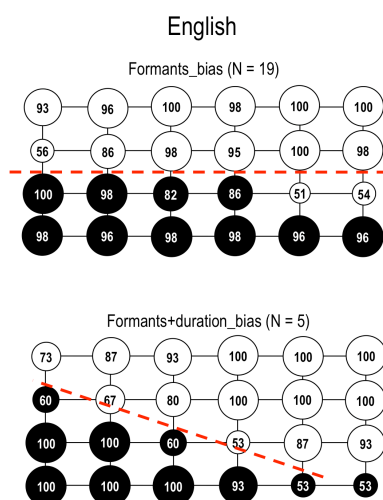 English
Formants_bias (N = 19)
93 96 100 98 100 100
56 86 98 95 100 98
100 98 82 86 51 54
98 96 98 98 96 96
Formants+duration_bias (N = 5)
73 87 93 100 100 100
60 67 80 100 100 100
100 100 60 53 87 93
100 100 100 93 53 53